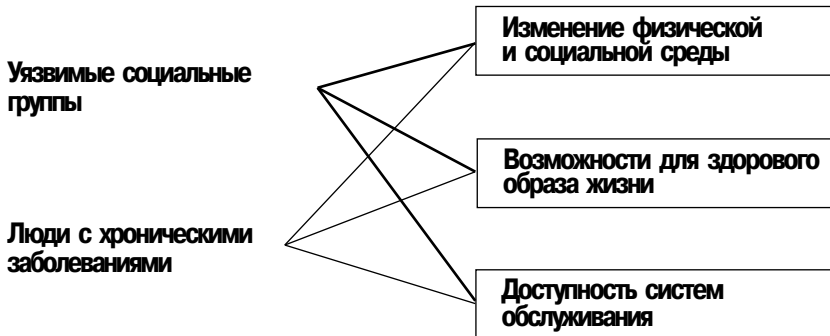 Изменение физической
и социальной среды
Уязвимые социальные
группы
Возможности для здорового
образа жизни
Люди с хроническими
заболеваниями
Доступность систем
обслуживания